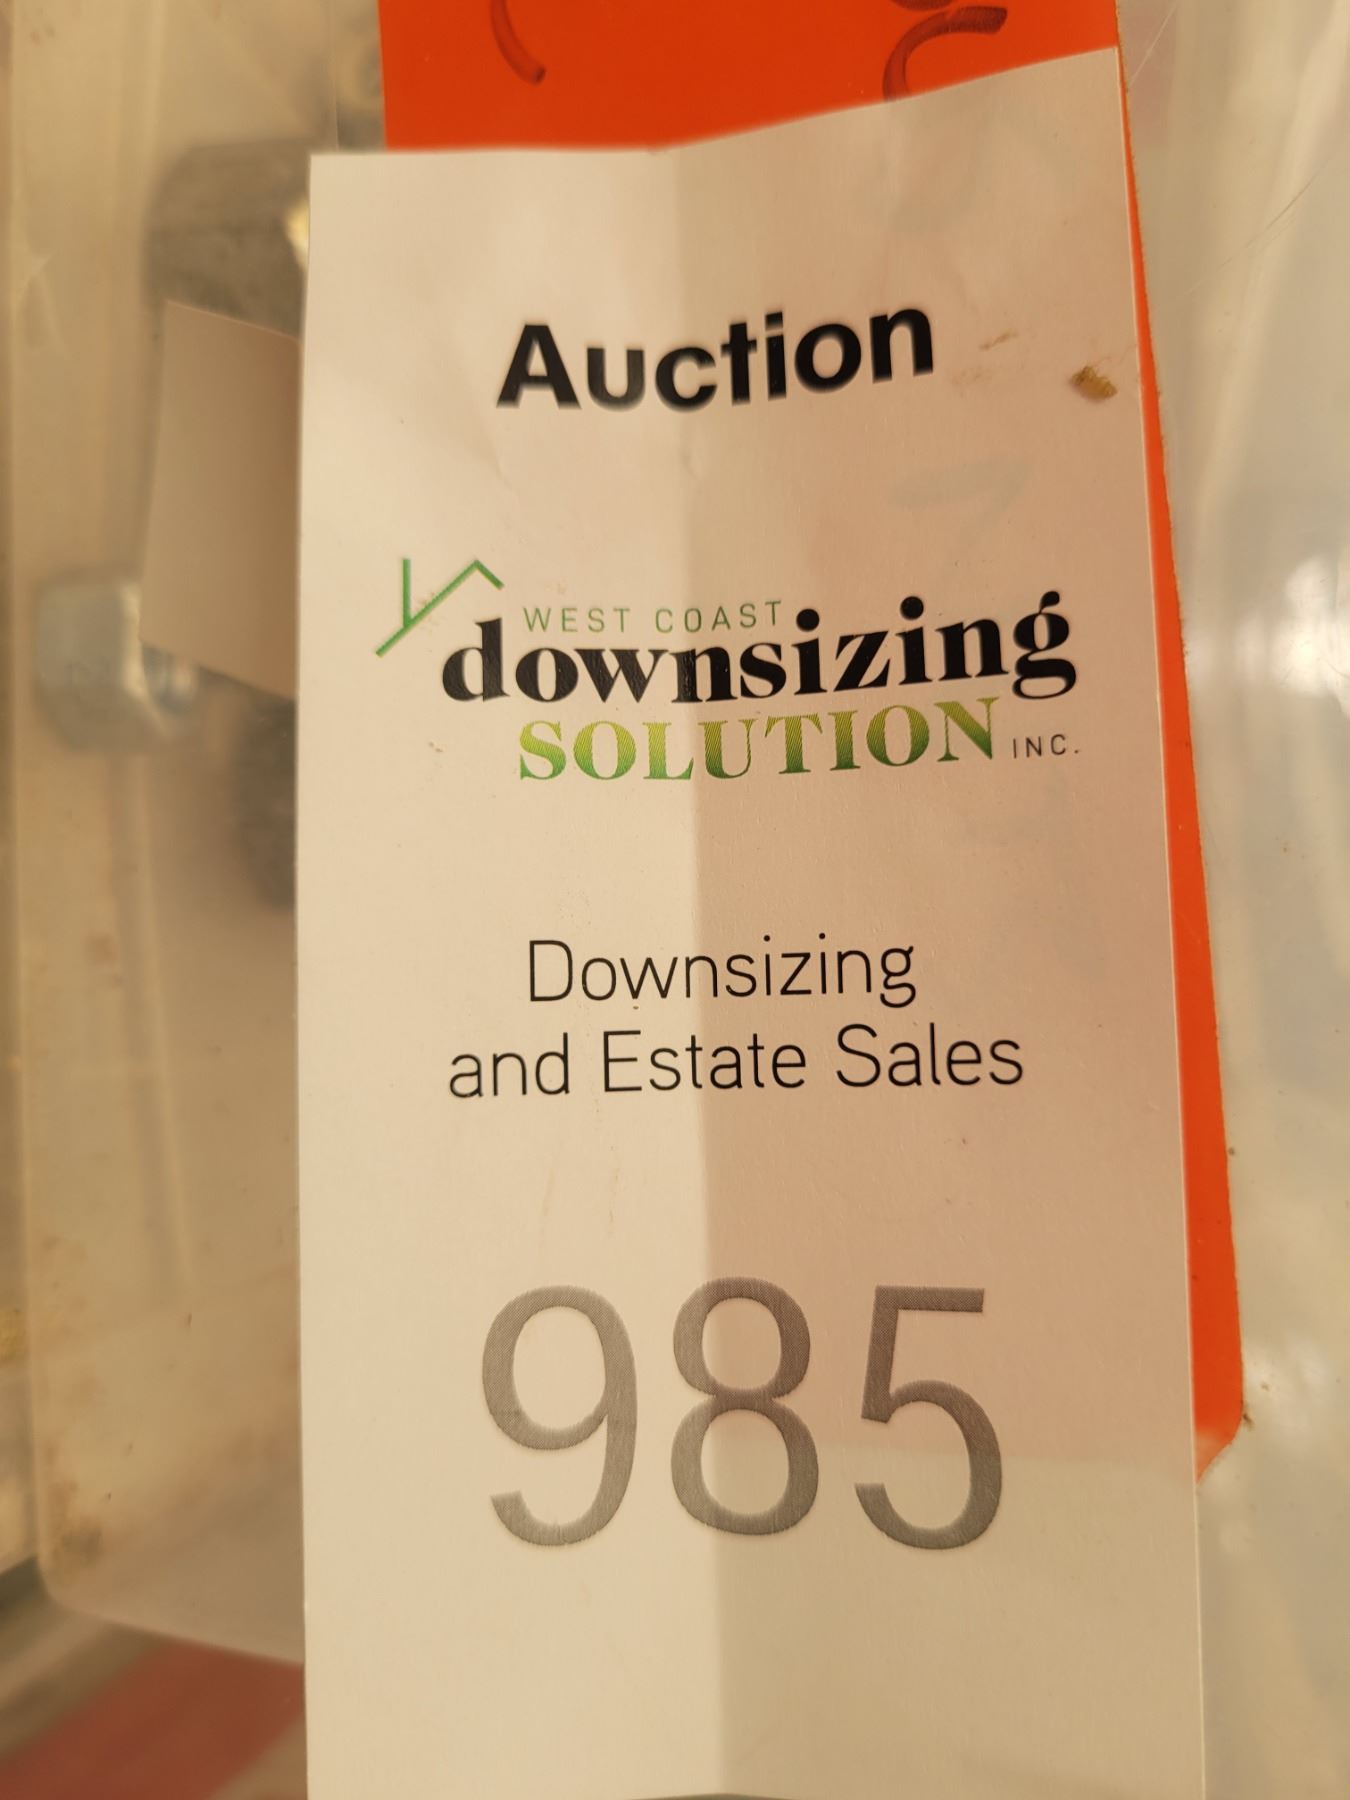 Auction
WEST COAST
downsizing
SOLUTION INC.
Downsizing
and Estate Sales
985